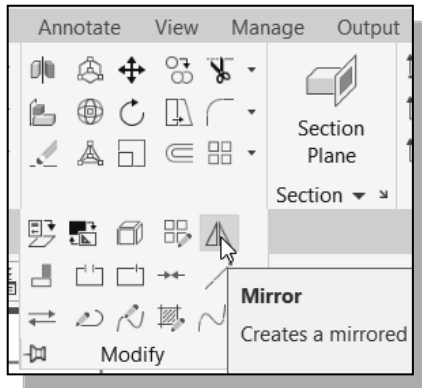 Annotate View Manage Output
Section
Plane
Section
Mirror
Creates a mirrored
Modify